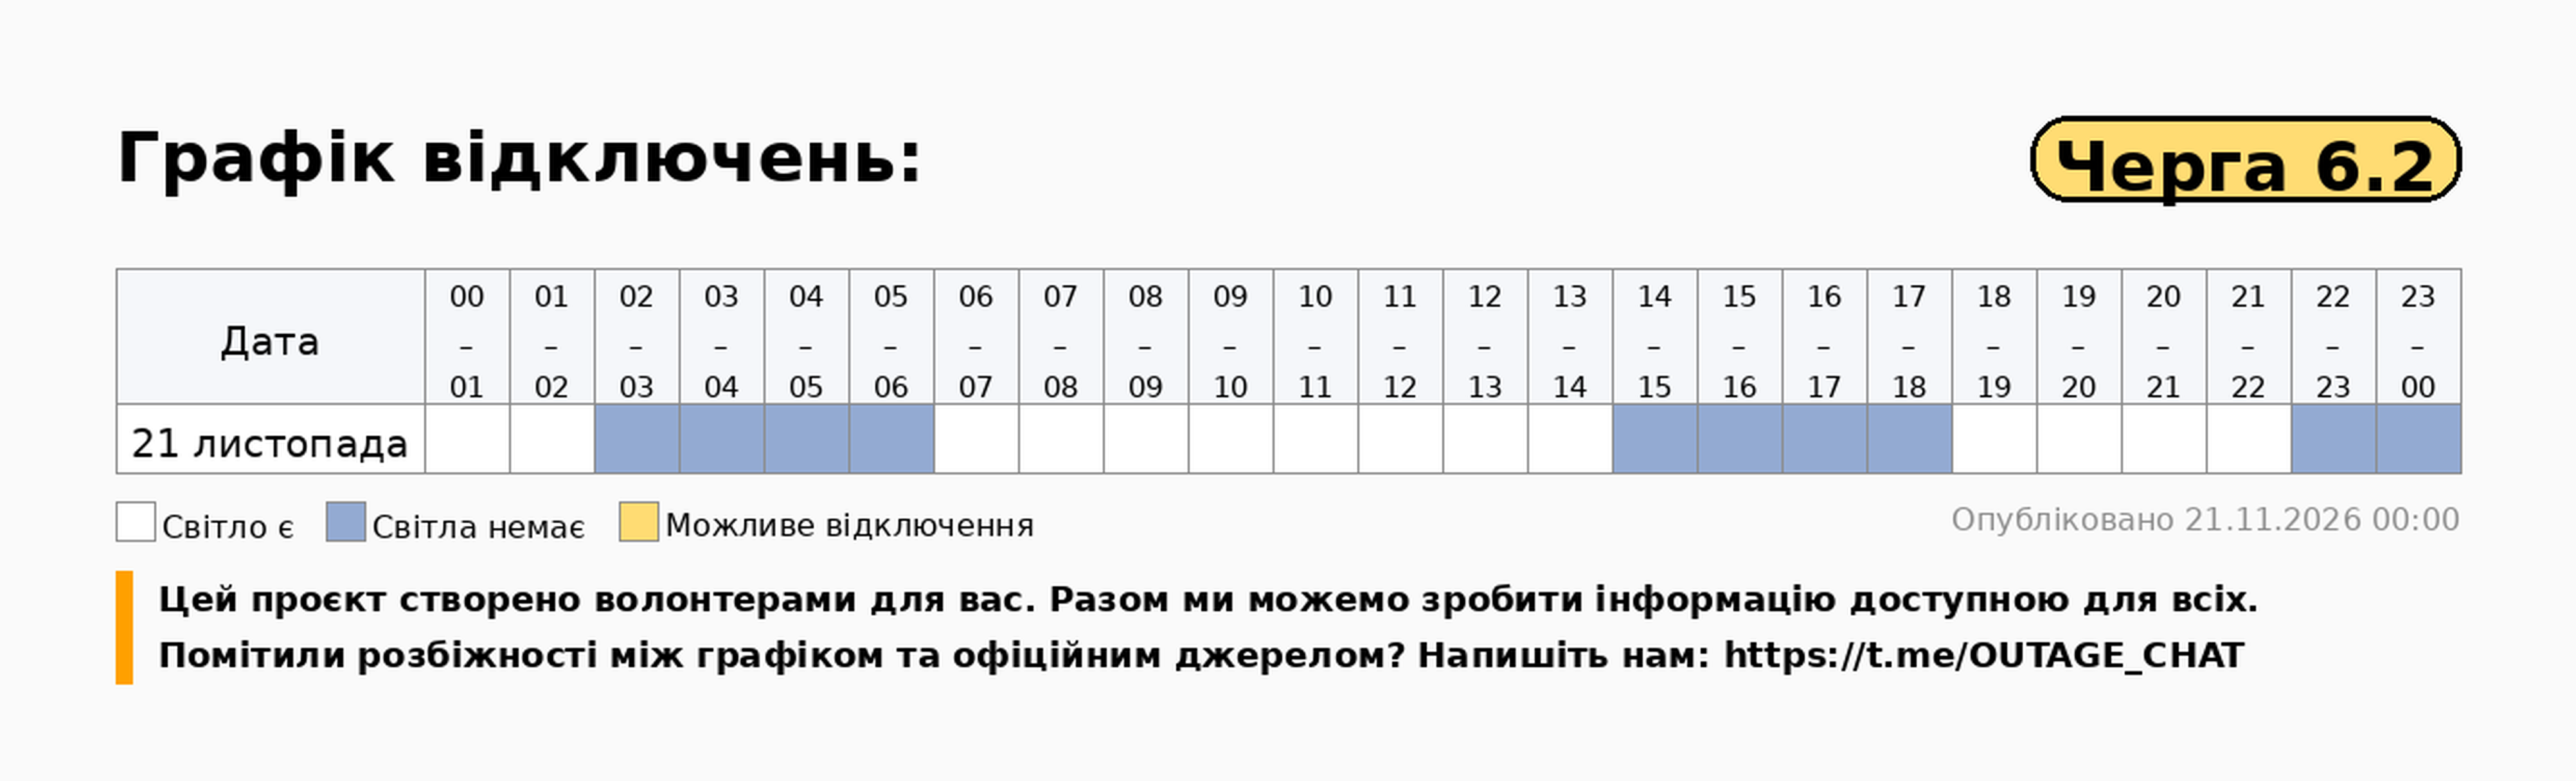 Графік відключень:
Черга 6.2
Дата 00–01 01–02 02–03 03–04 04–05 05–06 06–07 07–08 08–09 09–10 10–11 11–12 12–13 13–14 14–15 15–16 16–17 17–18 18–19 19–20 20–21 21–22 22–23 23–00
21 листопада
Світло є Світла немає Можливе відключення
Опубліковано 21.11.2026 00:00
Цей проєкт створено волонтерами для вас. Разом ми можемо зробити інформацію доступною для всіх.
Помітили розбіжності між графіком та офіційним джерелом? Напишіть нам: https://t.me/OUTAGE_CHAT